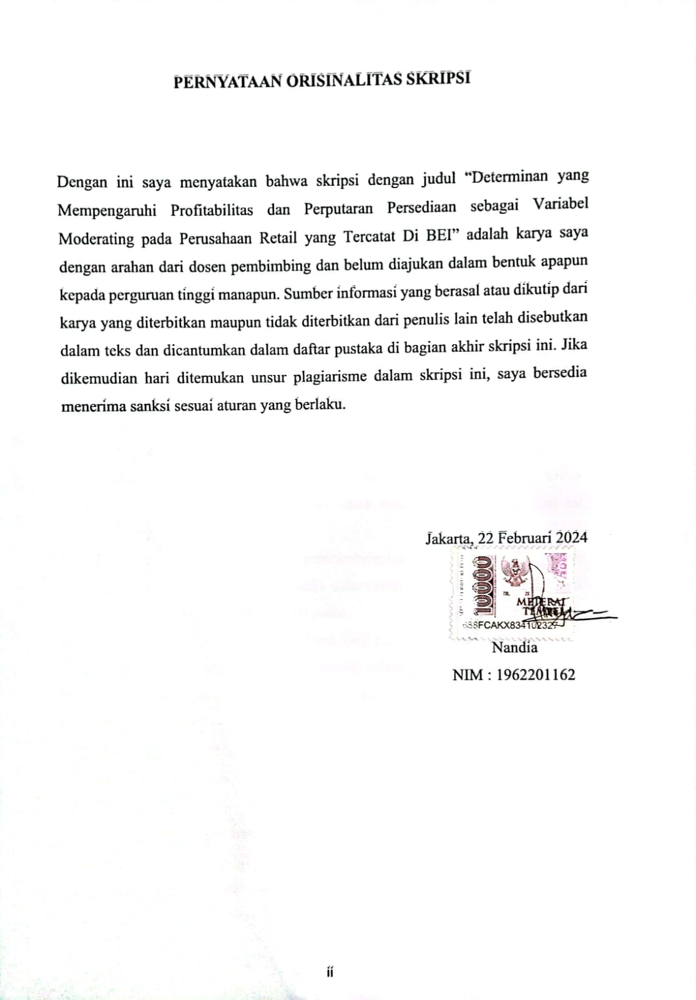 PERNYATAAN ORISINALITAS SKRIPSI
Dengan ini saya menyatakan bahwa skripsi dengan judul “Determinan yang
Mempengaruhi Profitabilitas dan Perputaran Persediaan sebagai Variabel
Moderating pada Perusahaan Retail yang Tercatat Di BEI” adalah karya saya
dengan arahan dari dosen pembimbing dan belum diajukan dalam bentuk apapun
kepada perguruan tinggi manapun. Sumber informasi yang berasal atau dikutip dari
karya yang diterbitkan maupun tidak diterbitkan dari penulis lain telah disebutkan
dalam teks dan dicantumkan dalam daftar pustaka di bagian akhir skripsi ini. Jika
dikemudian hari ditemukan unsur plagiarisme dalam skripsi ini, saya bersedia
menerima sanksi sesuai aturan yang berlaku.
Jakarta, 22 Februari 2024
10000
METERAI
TEMPEL
FCAKX834102327
Nandia
NIM : 1962201162
ii